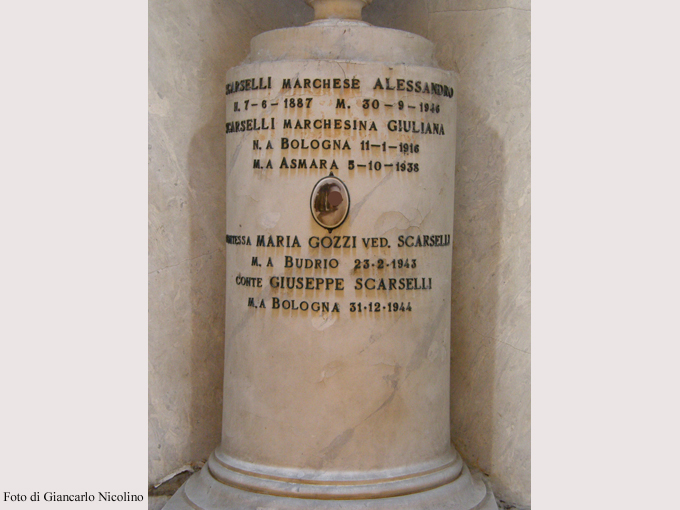 SCARSELLI MARCHESE ALESSANDRO
N. 7-6-1887 M. 30-9-1946
SCARSELLI MARCHESINA GIULIANA
N. A BOLOGNA 11-1-1916
M. A ASMARA 5-10-1938
MARIA GOZZI VED. SCARSELLI
M. A BUDRIO 23·2·1943
CONTE GIUSEPPE SCARSELLI
M. A BOLOGNA 31·12·1944
Foto di Giancarlo Nicolino